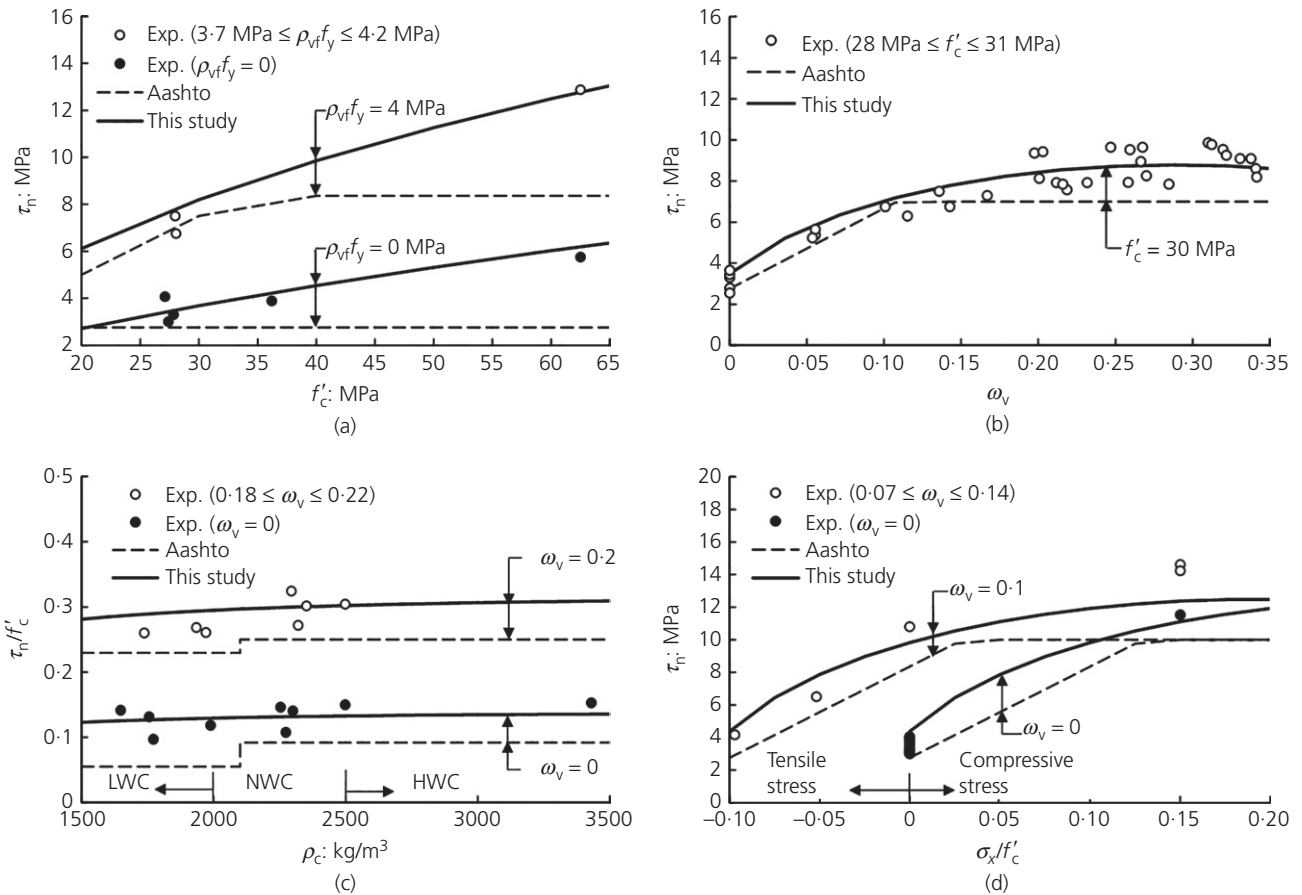 16
14
12
10
8
6
4
2
Exp. (3·7 MPa ≤ ρvf fy ≤ 4·2 MPa)
Exp. (ρvf fy = 0)
Aashto
This study
ρvf fy = 4 MPa
ρvf fy = 0 MPa
τn: MPa
20 25 30 35 40 45 50 55 60 65
f′c: MPa
(a)
16
14
12
10
8
6
4
2
0
Exp. (28 MPa ≤ f′c ≤ 31 MPa)
Aashto
This study
f′c = 30 MPa
τn: MPa
0 0·05 0·10 0·15 0·20 0·25 0·30 0·35
ωv
(b)
0·5
0·4
0·3
0·2
0·1
0
Exp. (0·18 ≤ ωv ≤ 0·22)
Exp. (ωv = 0)
Aashto
This study
ωv = 0·2
ωv = 0
τn/f′c
LWC NWC HWC
1500 2000 2500 3000 3500
ρc: kg/m³
(c)
20
18
16
14
12
10
8
6
4
2
0
Exp. (0·07 ≤ ωv ≤ 0·14)
Exp. (ωv = 0)
Aashto
This study
ωv = 0·1
ωv = 0
τn: MPa
Tensile
stress
Compressive
stress
−0·10 −0·05 0 0·05 0·10 0·15 0·20
σx/f′c
(d)